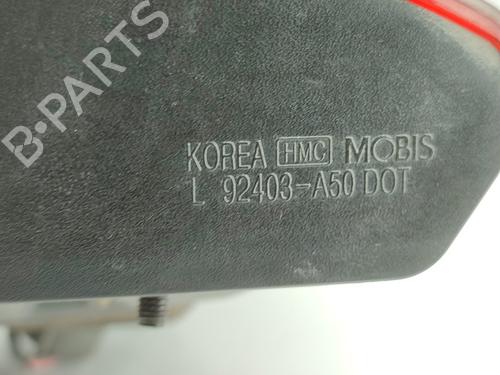 B-PARTS
KOREA HMC MOBIS
L 92403-A50 DOT